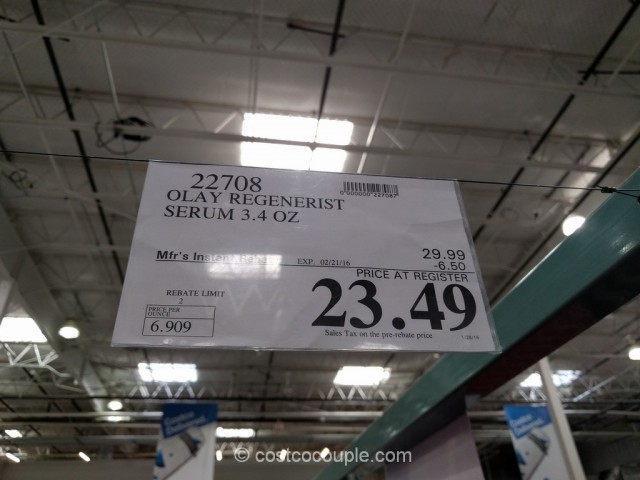 22708
OLAY REGENERIST
SERUM 3.4 OZ
Mfr's Instant
EXP. 02/21/16
29.99
-6.50
PRICE AT REGISTER
23.49
REBATE LIMIT
2
PRICE PER
OUNCE
6.909
Sales Tax on the pre-rebate price
© costcocouple.com